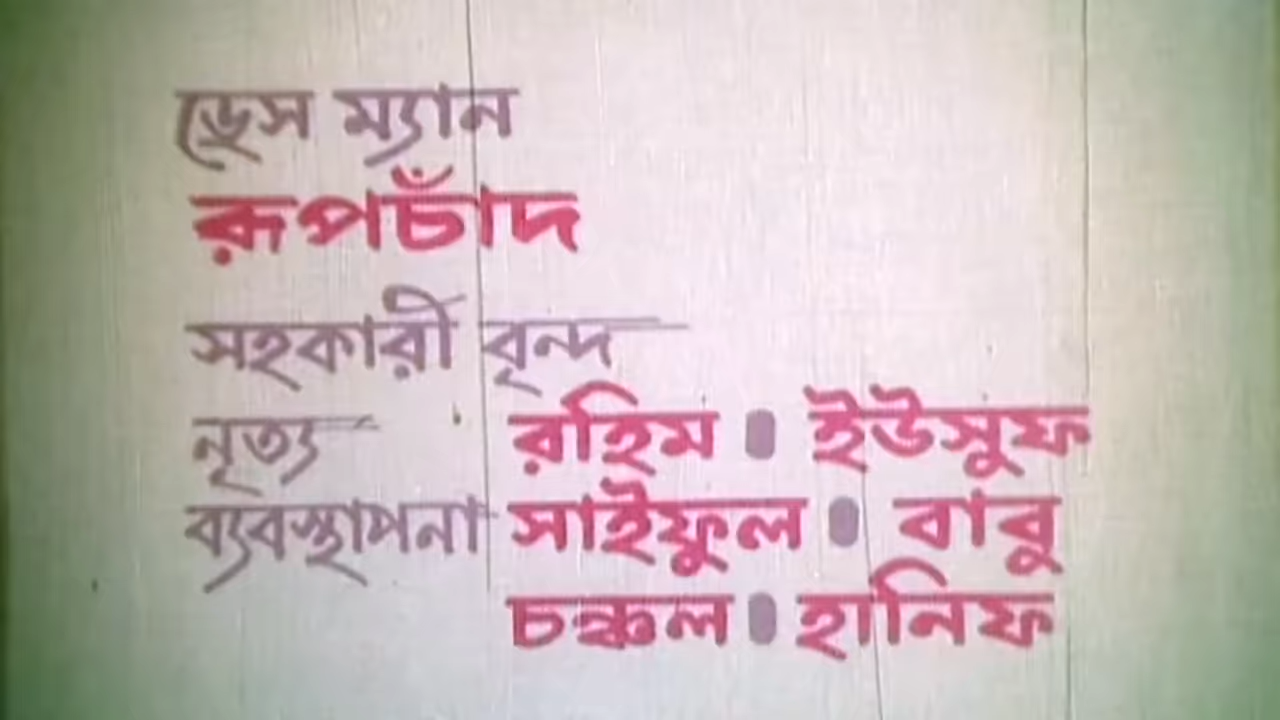 ড্রেস ম্যান
রূপচাঁদ
সহকারী বৃন্দ
নৃত্য রহিম • ইউসুফ
ব্যবস্থাপনা সাইফুল • বাবু
চঞ্চল • হানিফ